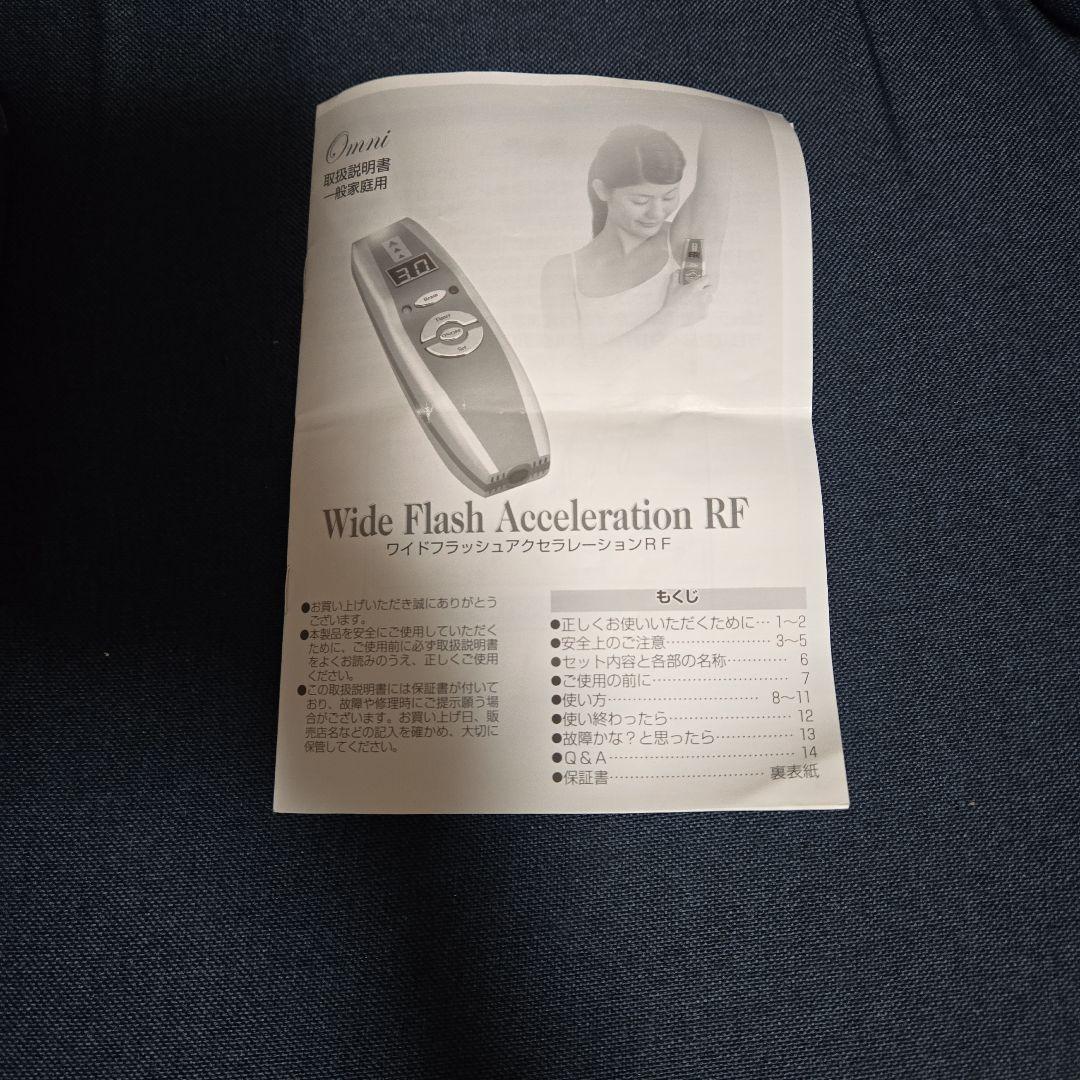 Omni
取扱説明書
一般家庭用
3.0
Beam
Timer
ON/OFF
Set
Wide Flash Acceleration RF
ワイドフラッシュアクセラレーションRF
●お買い上げいただき誠にありがとう
ございます。
●本製品を安全にご使用していただく
ために、ご使用前に必ず取扱説明書
をよくお読みのうえ、正しくご使用
ください。
●この取扱説明書には保証書が付いて
おり、故障や修理時にご提示願う場
合がございます。お買い上げ日、販
売店名などの記入を確かめ、大切に
保管してください。
もくじ
●正しくお使いいただくために… 1〜2
●安全上のご注意………………… 3〜5
●セット内容と各部の名称………… 6
●ご使用の前に……………………… 7
●使い方…………………………… 8〜11
●使い終わったら…………………… 12
●故障かな？と思ったら…………… 13
●Q&A……………………………… 14
●保証書………………………… 裏表紙